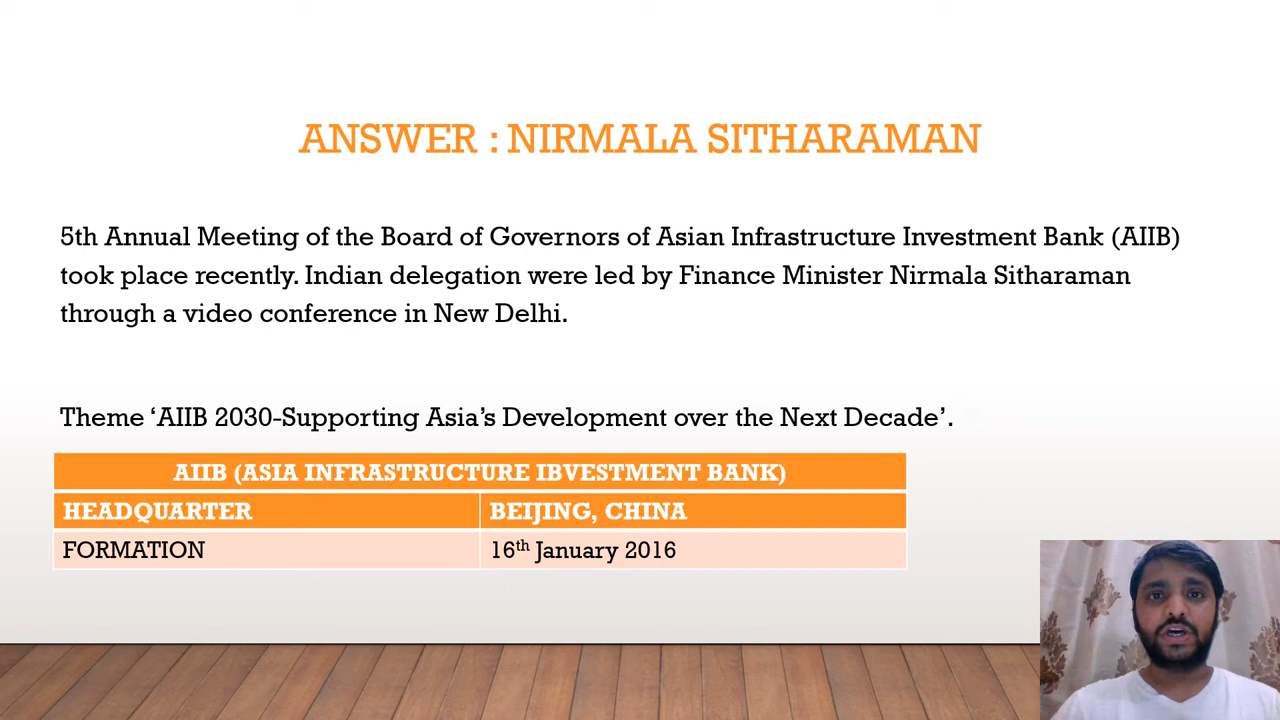 ANSWER : NIRMALA SITHARAMAN
5th Annual Meeting of the Board of Governors of Asian Infrastructure Investment Bank (AIIB)
took place recently. Indian delegation were led by Finance Minister Nirmala Sitharaman
through a video conference in New Delhi.
Theme ‘AIIB 2030-Supporting Asia’s Development over the Next Decade’.
AIIB (ASIA INFRASTRUCTURE IBVESTMENT BANK)
HEADQUARTER BEIJING, CHINA
FORMATION 16th January 2016